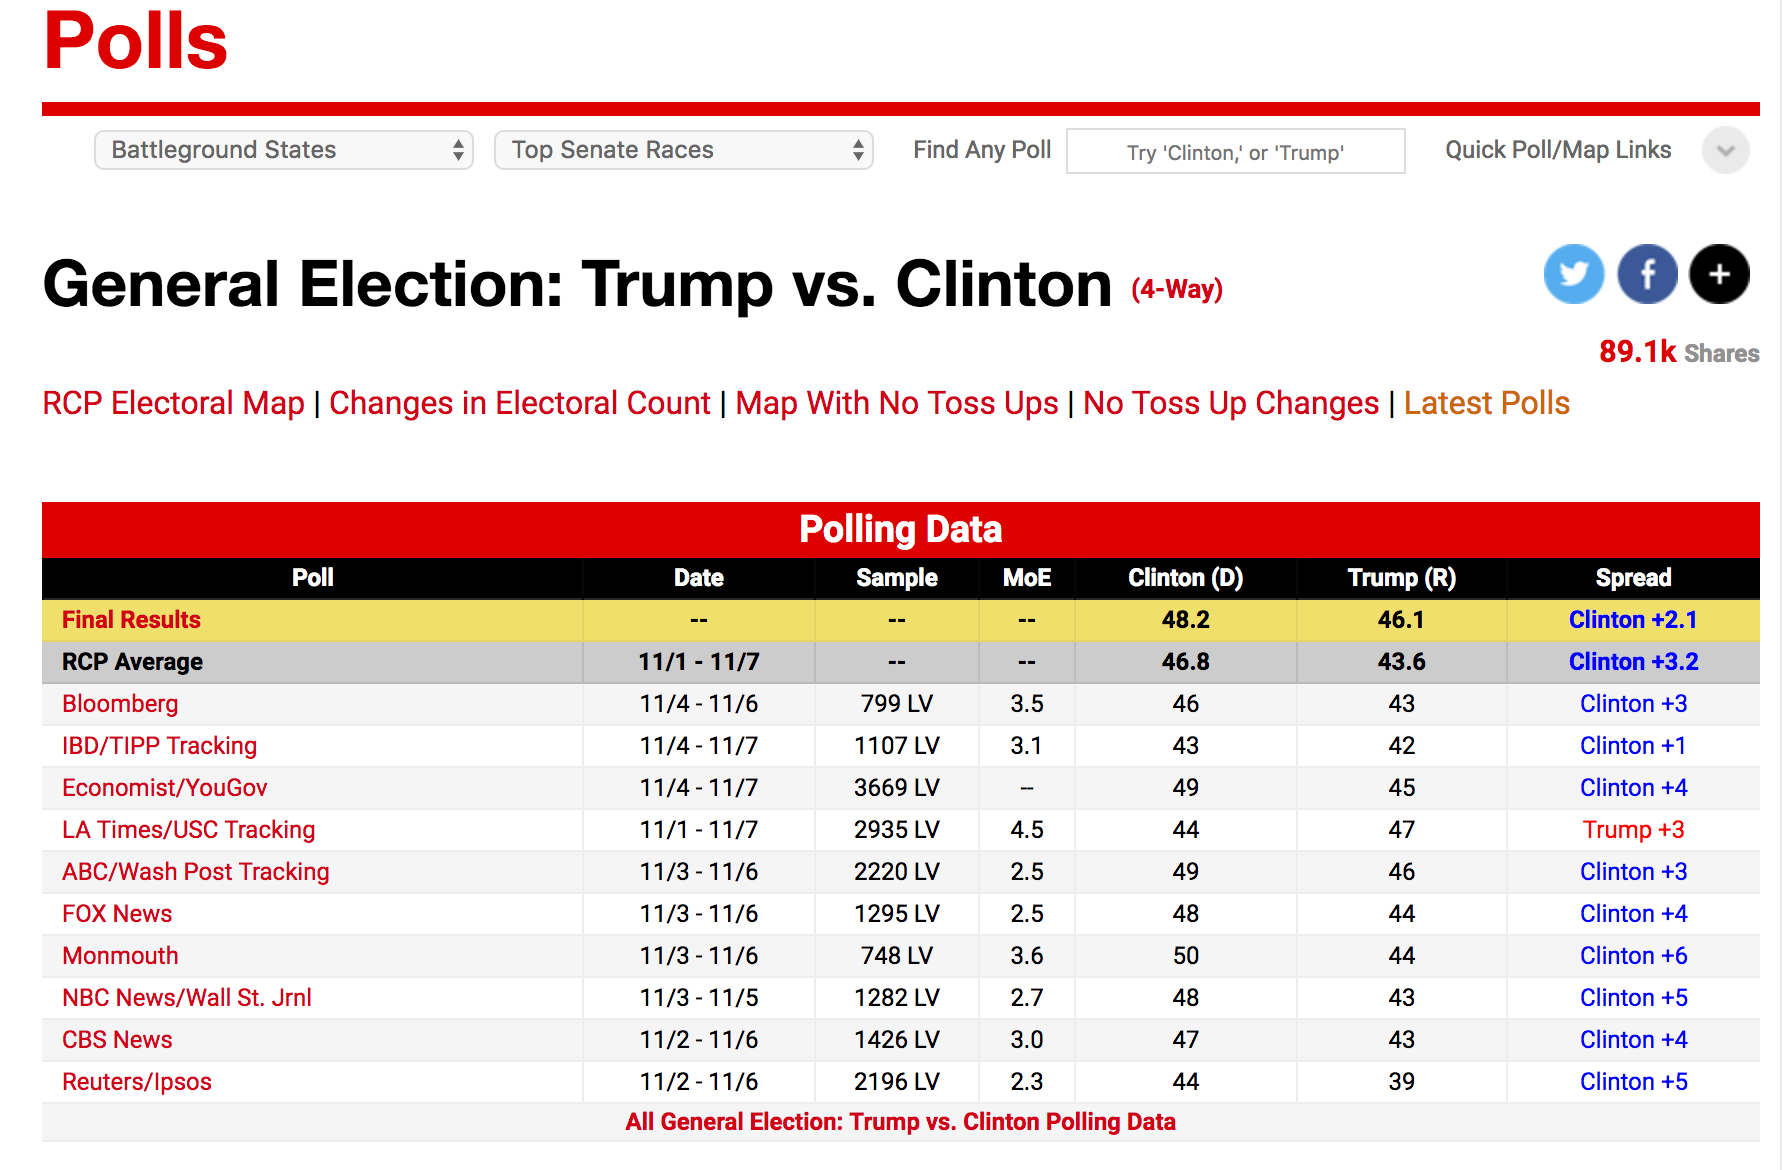 Polls
Battleground States Top Senate Races Find Any Poll Try 'Clinton,' or 'Trump' Quick Poll/Map Links
General Election: Trump vs. Clinton (4-Way)
89.1k Shares
RCP Electoral Map | Changes in Electoral Count | Map With No Toss Ups | No Toss Up Changes | Latest Polls
Polling Data
Poll Date Sample MoE Clinton (D) Trump (R) Spread
Final Results -- -- -- 48.2 46.1 Clinton +2.1
RCP Average 11/1 - 11/7 -- -- 46.8 43.6 Clinton +3.2
Bloomberg 11/4 - 11/6 799 LV 3.5 46 43 Clinton +3
IBD/TIPP Tracking 11/4 - 11/7 1107 LV 3.1 43 42 Clinton +1
Economist/YouGov 11/4 - 11/7 3669 LV -- 49 45 Clinton +4
LA Times/USC Tracking 11/1 - 11/7 2935 LV 4.5 44 47 Trump +3
ABC/Wash Post Tracking 11/3 - 11/6 2220 LV 2.5 49 46 Clinton +3
FOX News 11/3 - 11/6 1295 LV 2.5 48 44 Clinton +4
Monmouth 11/3 - 11/6 748 LV 3.6 50 44 Clinton +6
NBC News/Wall St. Jrnl 11/3 - 11/5 1282 LV 2.7 48 43 Clinton +5
CBS News 11/2 - 11/6 1426 LV 3.0 47 43 Clinton +4
Reuters/Ipsos 11/2 - 11/6 2196 LV 2.3 44 39 Clinton +5
All General Election: Trump vs. Clinton Polling Data